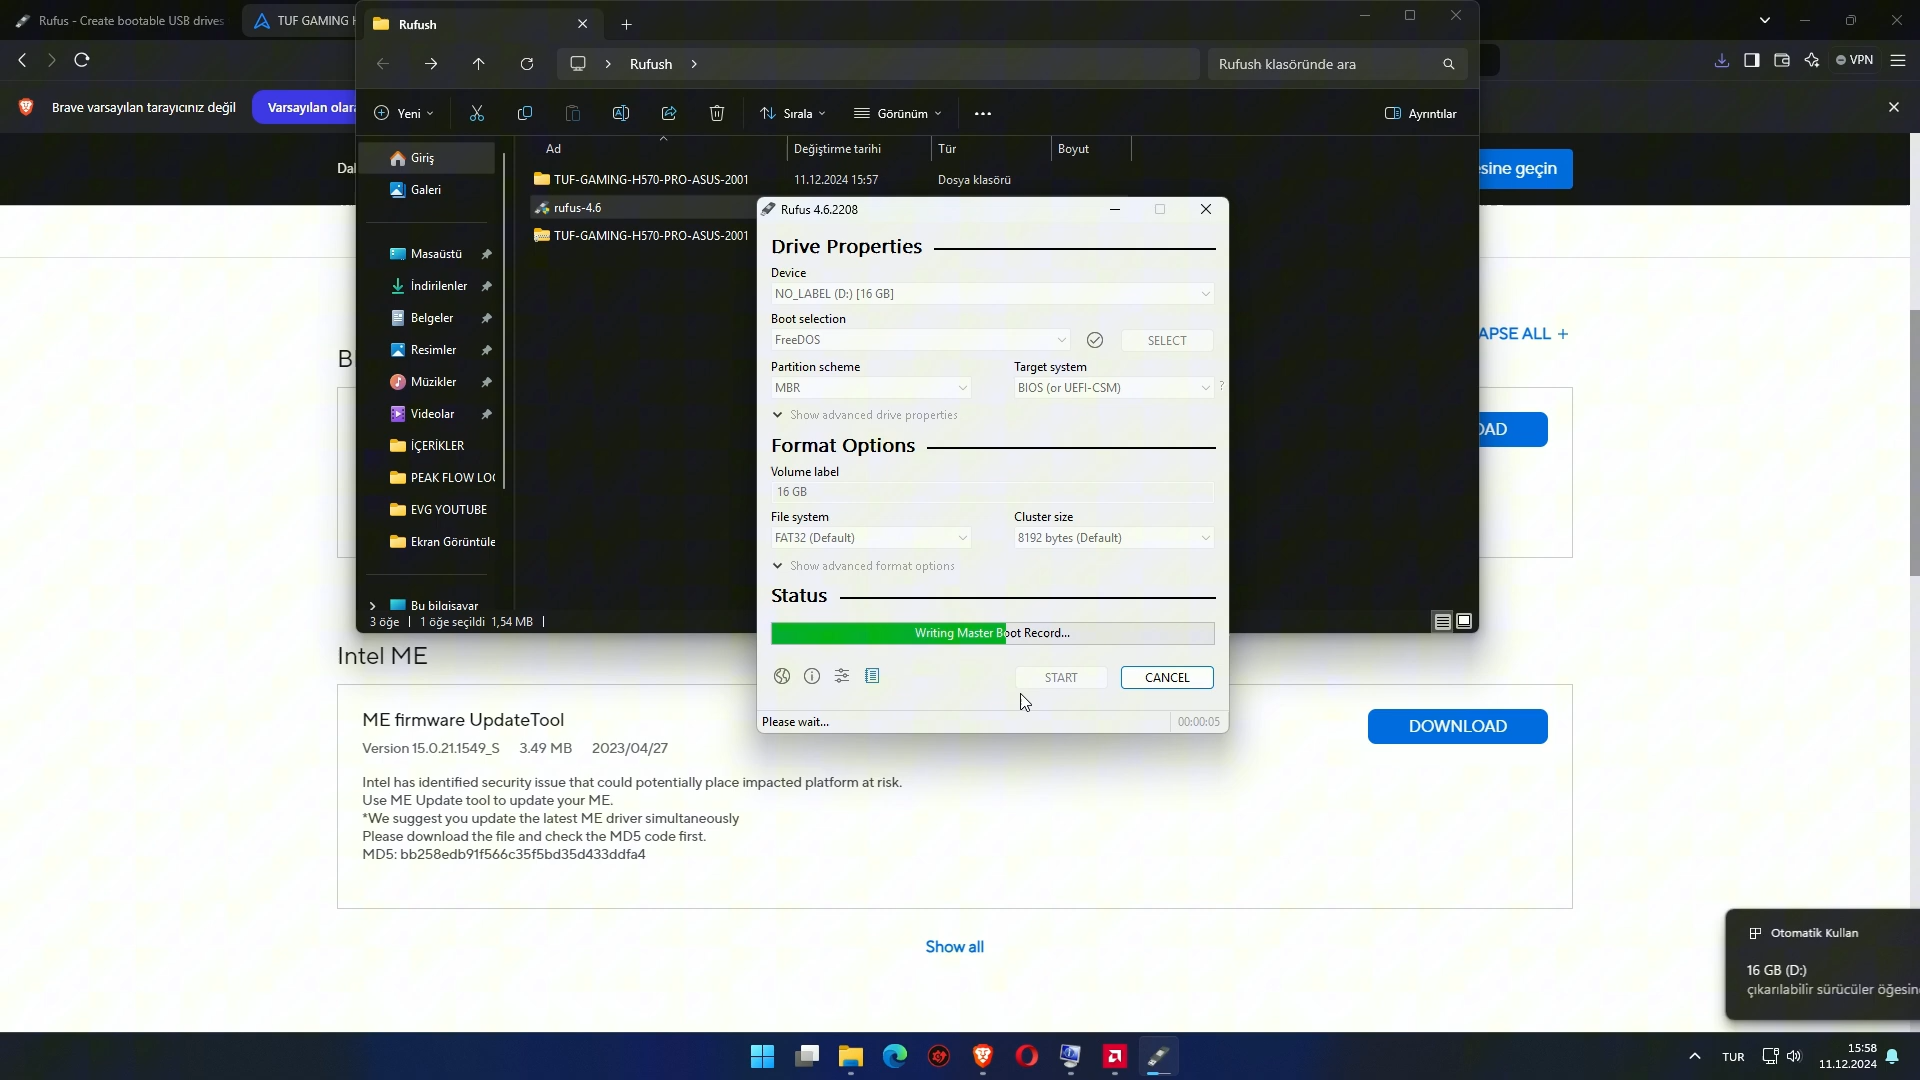 Rufus - Create bootable USB drives
TUF GAMING H
Rufush
Rufush
Rufush klasöründe ara
VPN
Brave varsayılan tarayıcınız değil
Varsayılan olara
Yeni
Sırala
Görünüm
Ayrıntılar
Giriş
Galeri
Masaüstü
İndirilenler
Belgeler
Resimler
Müzikler
Videolar
İÇERİKLER
PEAK FLOW LO
EVG YOUTUBE
Ekran Görüntüle
Bu bilgisayar
Ad
Değiştirme tarihi
Tür
Boyut
TUF-GAMING-H570-PRO-ASUS-2001
11.12.2024 15:57
Dosya klasörü
rufus-4.6
TUF-GAMING-H570-PRO-ASUS-2001
3 öğe
1 öğe seçildi 1,54 MB
sine geçin
APSE ALL +
Rufus 4.6.2208
Drive Properties
Device
NO_LABEL (D:) [16 GB]
Boot selection
FreeDOS
SELECT
Partition scheme
Target system
MBR
BIOS (or UEFI-CSM)
?
Show advanced drive properties
Format Options
Volume label
16 GB
File system
Cluster size
FAT32 (Default)
8192 bytes (Default)
Show advanced format options
Status
Writing Master Boot Record...
START
CANCEL
Please wait...
00:00:05
Intel ME
ME firmware UpdateTool
Version 15.0.21.1549_S 3.49 MB 2023/04/27
DOWNLOAD
Intel has identified security issue that could potentially place impacted platform at risk.
Use ME Update tool to update your ME.
*We suggest you update the latest ME driver simultaneously
Please download the file and check the MD5 code first.
MD5: bb258edb91f566c35f5bd35d433ddfa4
Show all
Otomatik Kullan
16 GB (D:)
çıkarılabilir sürücüler öğesin
TUR
15:58
11.12.2024